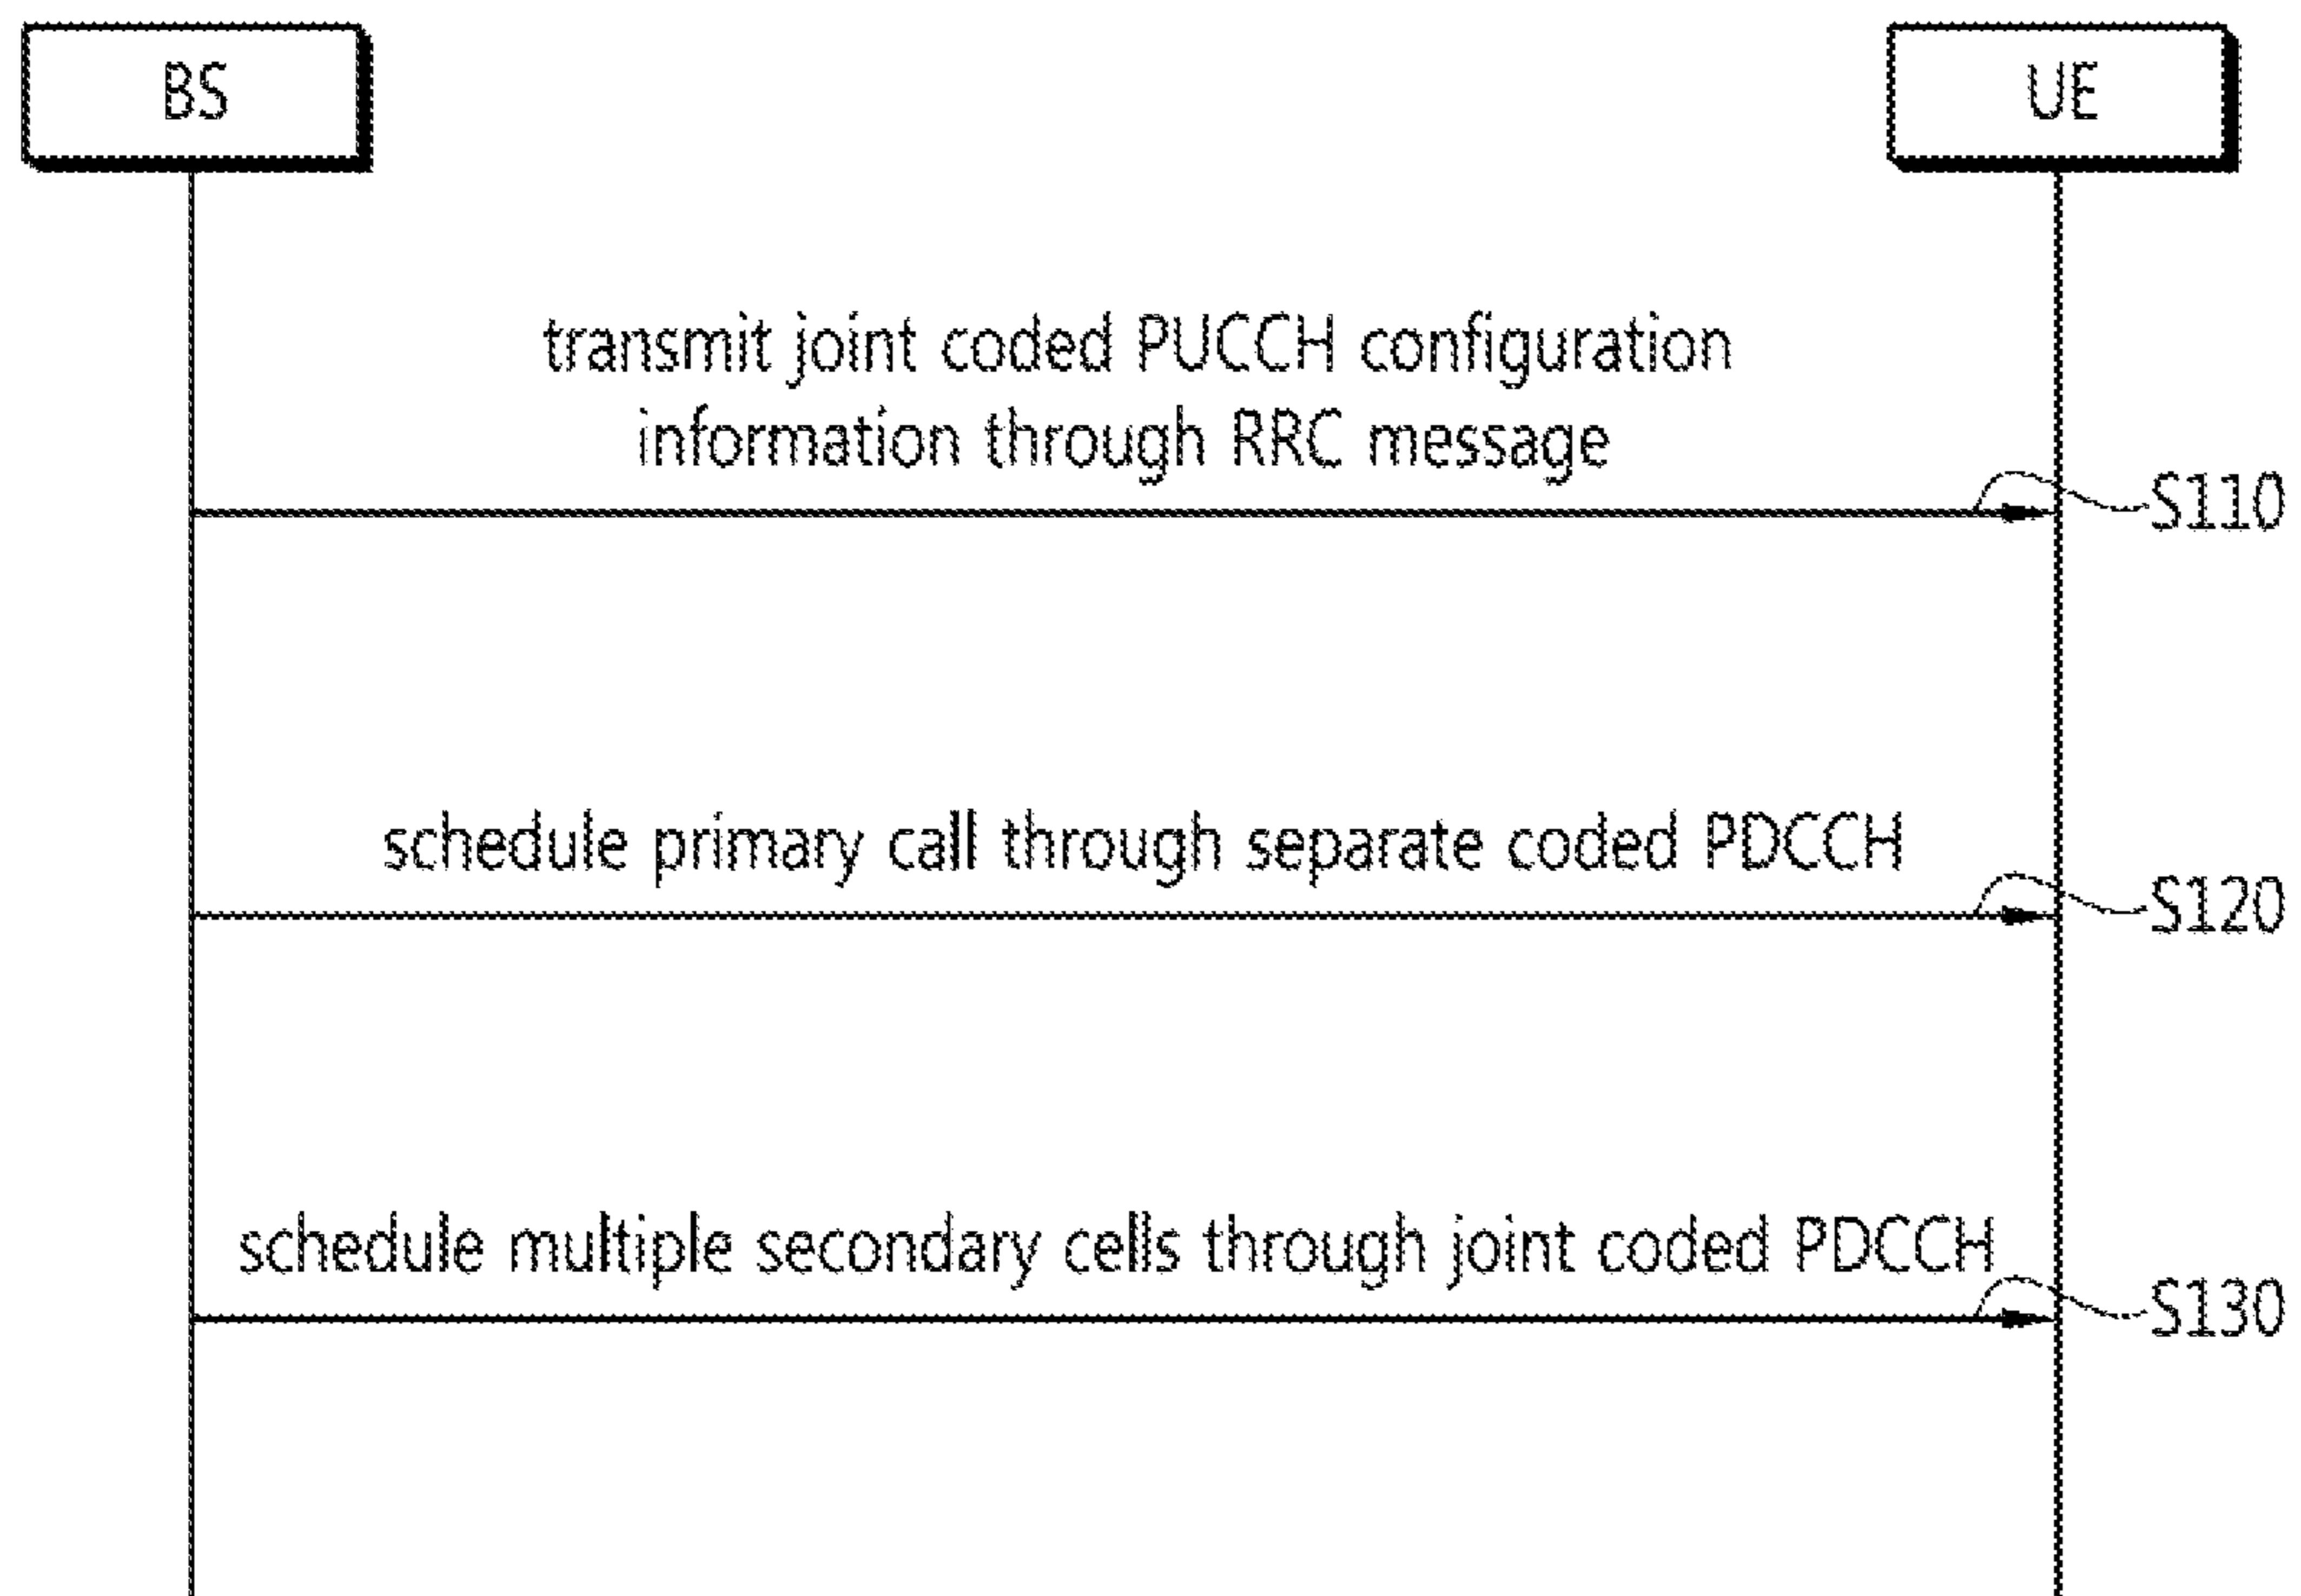 BS
UE
transmit joint coded PUCCH configuration
information through RRC message
S110
schedule primary call through separate coded PDCCH
S120
schedule multiple secondary cells through joint coded PDCCH
S130